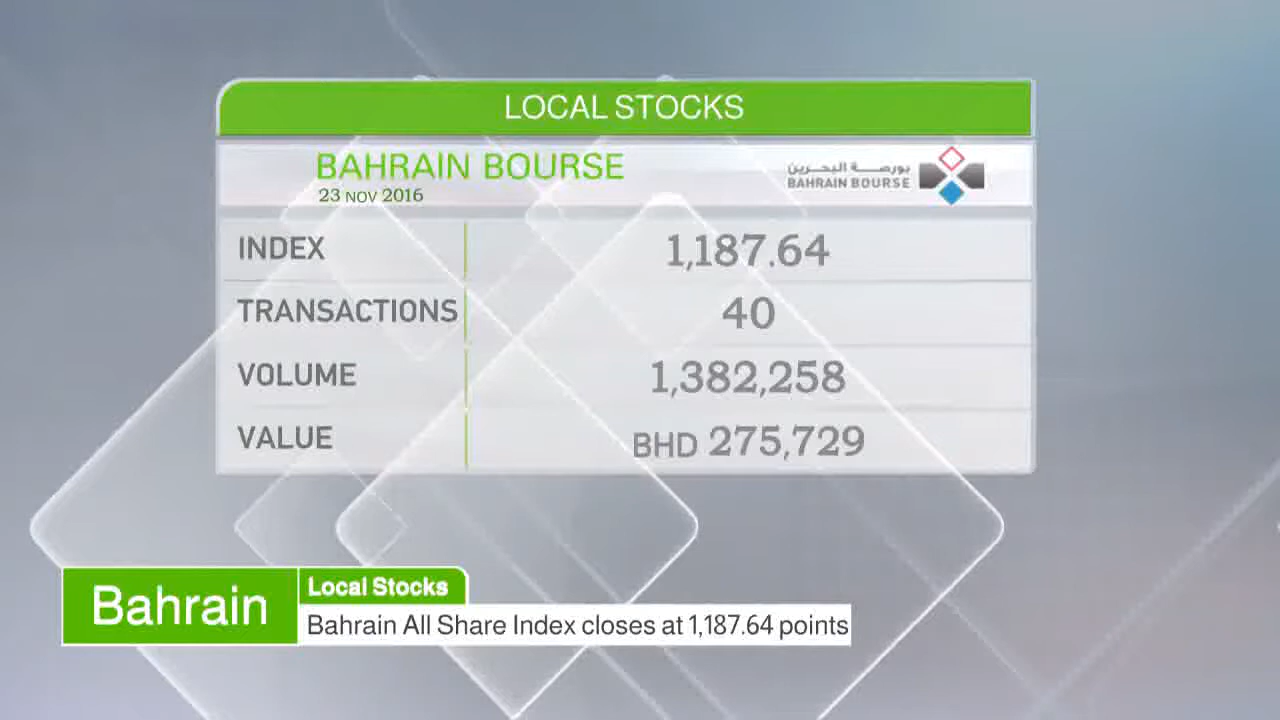 LOCAL STOCKS
BAHRAIN BOURSE
23 NOV 2016
بورصة البحرين
BAHRAIN BOURSE
INDEX 1,187.64
TRANSACTIONS 40
VOLUME 1,382,258
VALUE BHD 275,729
Bahrain
Local Stocks
Bahrain All Share Index closes at 1,187.64 points